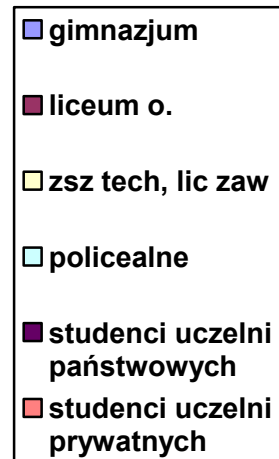 gimnazjum
liceum o.
zsz tech, lic zaw
policealne
studenci uczelni
państwowych
studenci uczelni
prywatnych